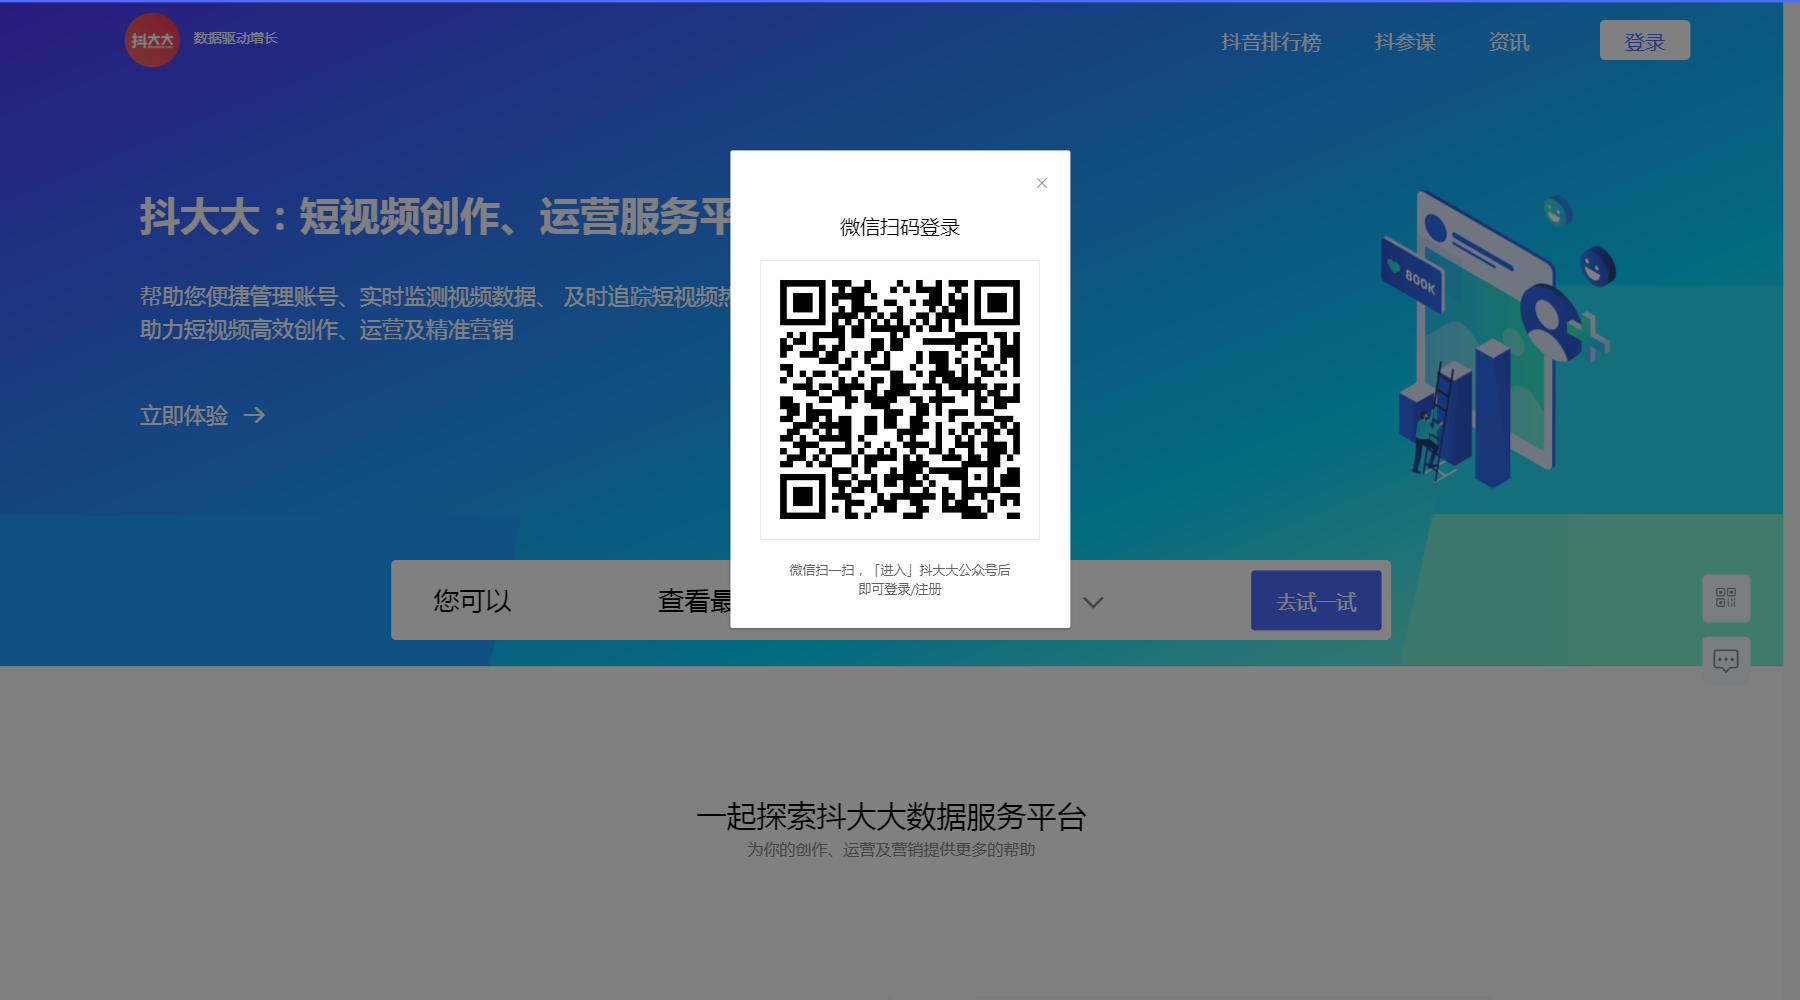 抖大大
数据驱动增长
抖音排行榜
抖参谋
资讯
登录
抖大大：短视频创作、运营服务平
帮助您便捷管理账号、实时监测视频数据、 及时追踪短视频热
助力短视频高效创作、运营及精准营销
立即体验
800K
微信扫码登录
微信扫一扫，「进入」抖大大公众号后
即可登录/注册
您可以
查看最
去试一试
一起探索抖大大数据服务平台
为你的创作、运营及营销提供更多的帮助